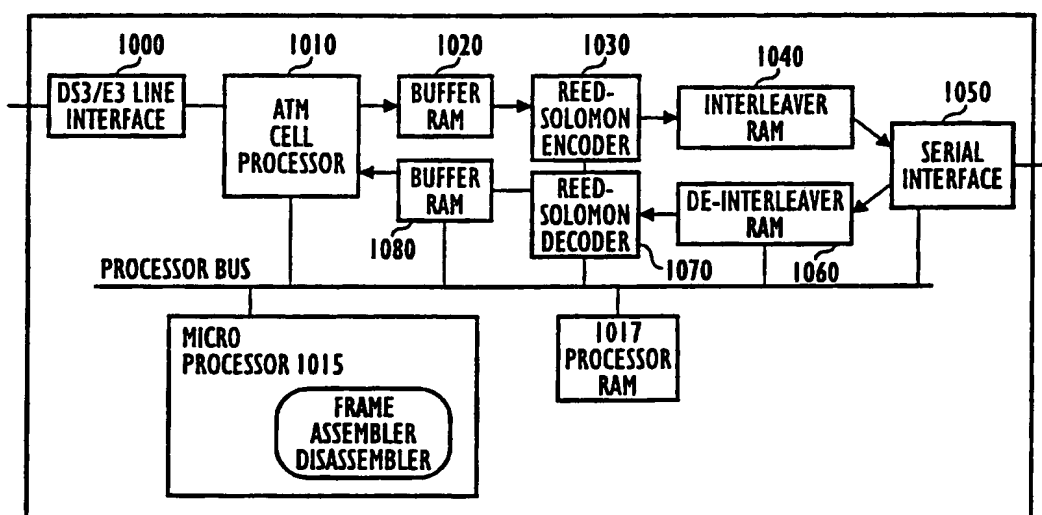 1000
1010
1020
1030
1040
1050
DS3/E3 LINE
INTERFACE
ATM
CELL
PROCESSOR
BUFFER
RAM
REED-
SOLOMON
ENCODER
INTERLEAVER
RAM
SERIAL
INTERFACE
BUFFER
RAM
1080
REED-
SOLOMON
DECODER
1070
DE-INTERLEAVER
RAM
1060
PROCESSOR BUS
MICRO
PROCESSOR 1015
FRAME
ASSEMBLER
DISASSEMBLER
1017
PROCESSOR
RAM